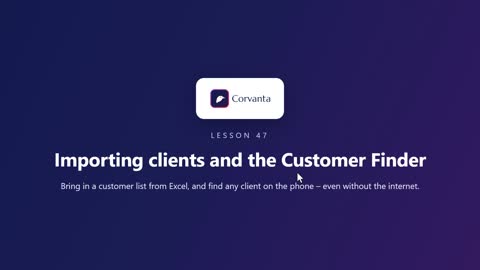 Corvanta
LESSON 47
Importing clients and the Customer Finder
Bring in a customer list from Excel, and find any client on the phone – even without the internet.